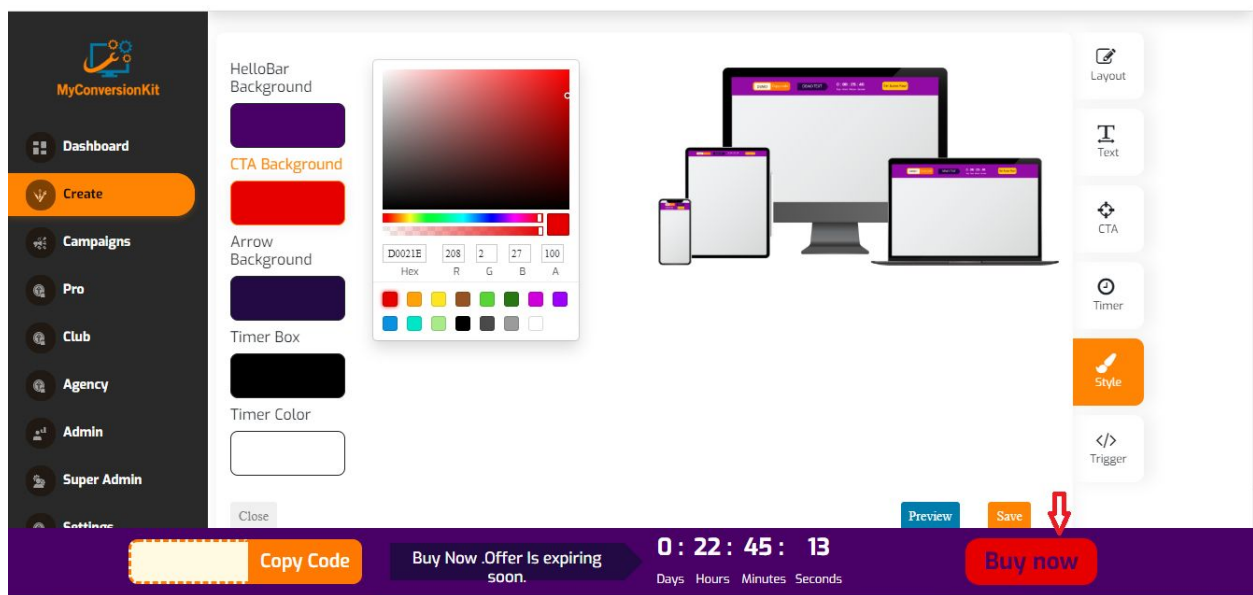 MyConversionKit
Dashboard
Create
Campaigns
Pro
Club
Agency
Admin
Super Admin
Settings
HelloBar
Background
CTA Background
Arrow
Background
Timer Box
Timer Color
Close
D0021E 208 2 27 100
Hex R G B A
Layout
Text
CTA
Timer
Style
</>
Trigger
Preview
Save
Copy Code
Buy Now .Offer Is expiring
soon.
0 : 22 : 45 : 13
Days Hours Minutes Seconds
Buy now